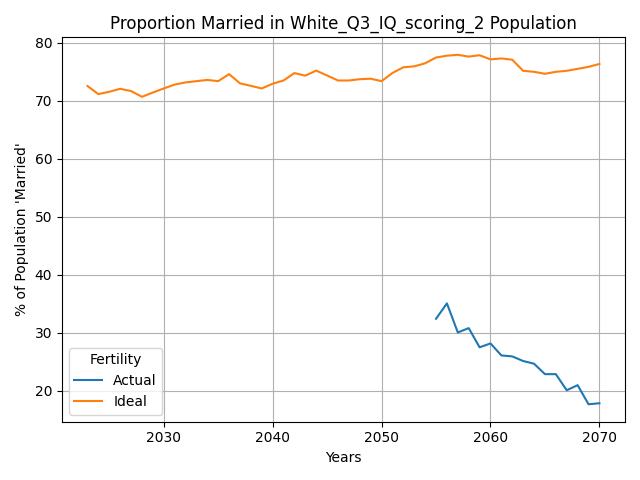 Proportion Married in White_Q3_IQ_scoring_2 Population
% of Population 'Married'
80
70
60
50
40
30
20
Fertility
Actual
Ideal
2030 2040 2050 2060 2070
Years